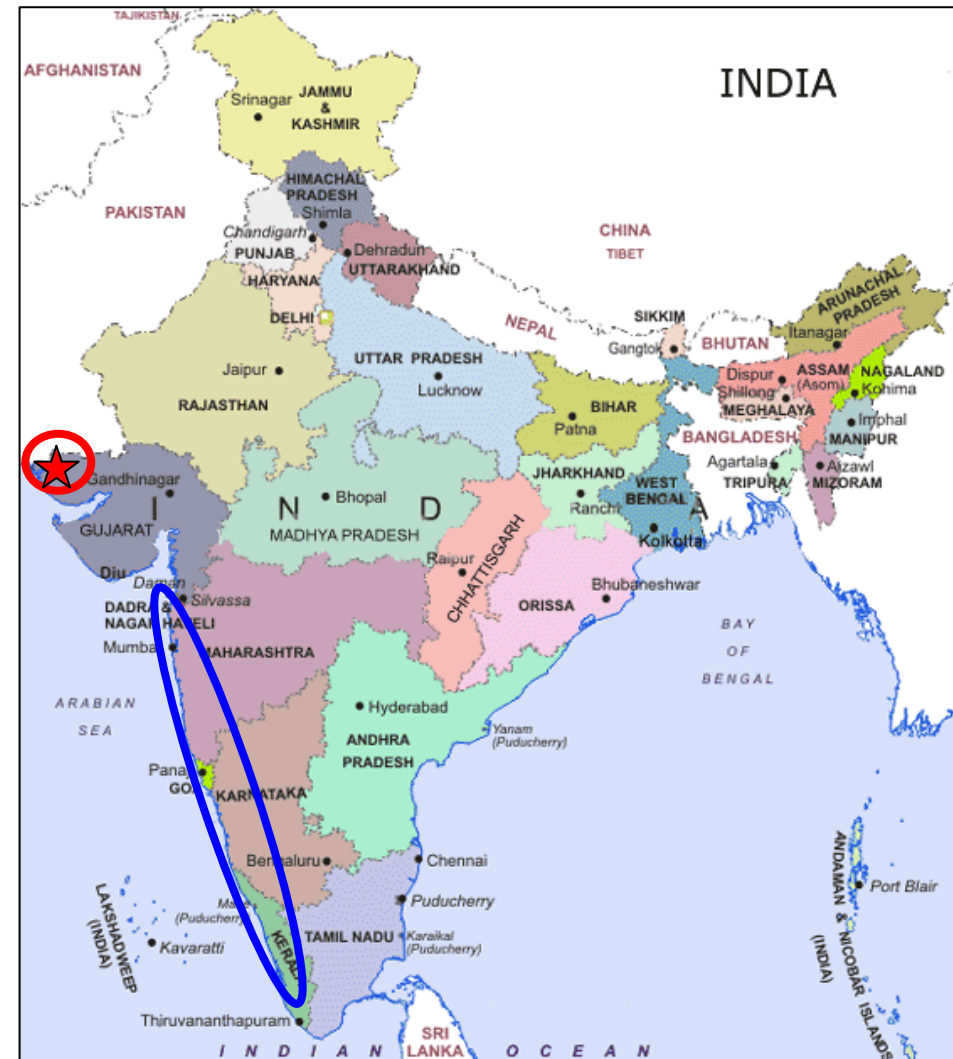 TAJIKISTAN
AFGHANISTAN
INDIA
JAMMU
&
KASHMIR
Srinagar
HIMACHAL
PRADESH
Shimla
PAKISTAN
Chandigarh
PUNJAB
Dehradun
UTTARAKHAND
CHINA
TIBET
HARYANA
DELHI
NEPAL
SIKKIM
Gangtok
BHUTAN
ARUNACHAL
PRADESH
Itanagar
UTTAR PRADESH
Lucknow
Jaipur
RAJASTHAN
Dispur
ASSAM
(Asom)
NAGALAND
Kohima
Shillong
MEGHALAYA
BIHAR
Patna
Imphal
MANIPUR
BANGLADESH
Agartala
TRIPURA
Aizawl
MIZORAM
Gandhinagar
GUJARAT
I N D A
Bhopal
MADHYA PRADESH
JHARKHAND
Ranchi
WEST
BENGAL
Kolkotta
Raipur
CHHATTISGARH
Bhubaneshwar
ORISSA
Diu
Daman
Silvassa
DADRA &
NAGAR HAVELI
Mumbai
MAHARASHTRA
BAY
OF
BENGAL
ARABIAN
SEA
Hyderabad
ANDHRA
PRADESH
Yanam
(Puducherry)
Panaji
GOA
KARNATAKA
Bengaluru
Chennai
Puducherry
(Puducherry)
LAKSHADWEEP
(INDIA)
Kavaratti
KERALA
TAMIL NADU
Karaikal
(Puducherry)
ANDAMAN & NICOBAR ISLANDS
(INDIA)
Port Blair
Thiruvananthapuram
SRI
LANKA
INDIAN OCEAN